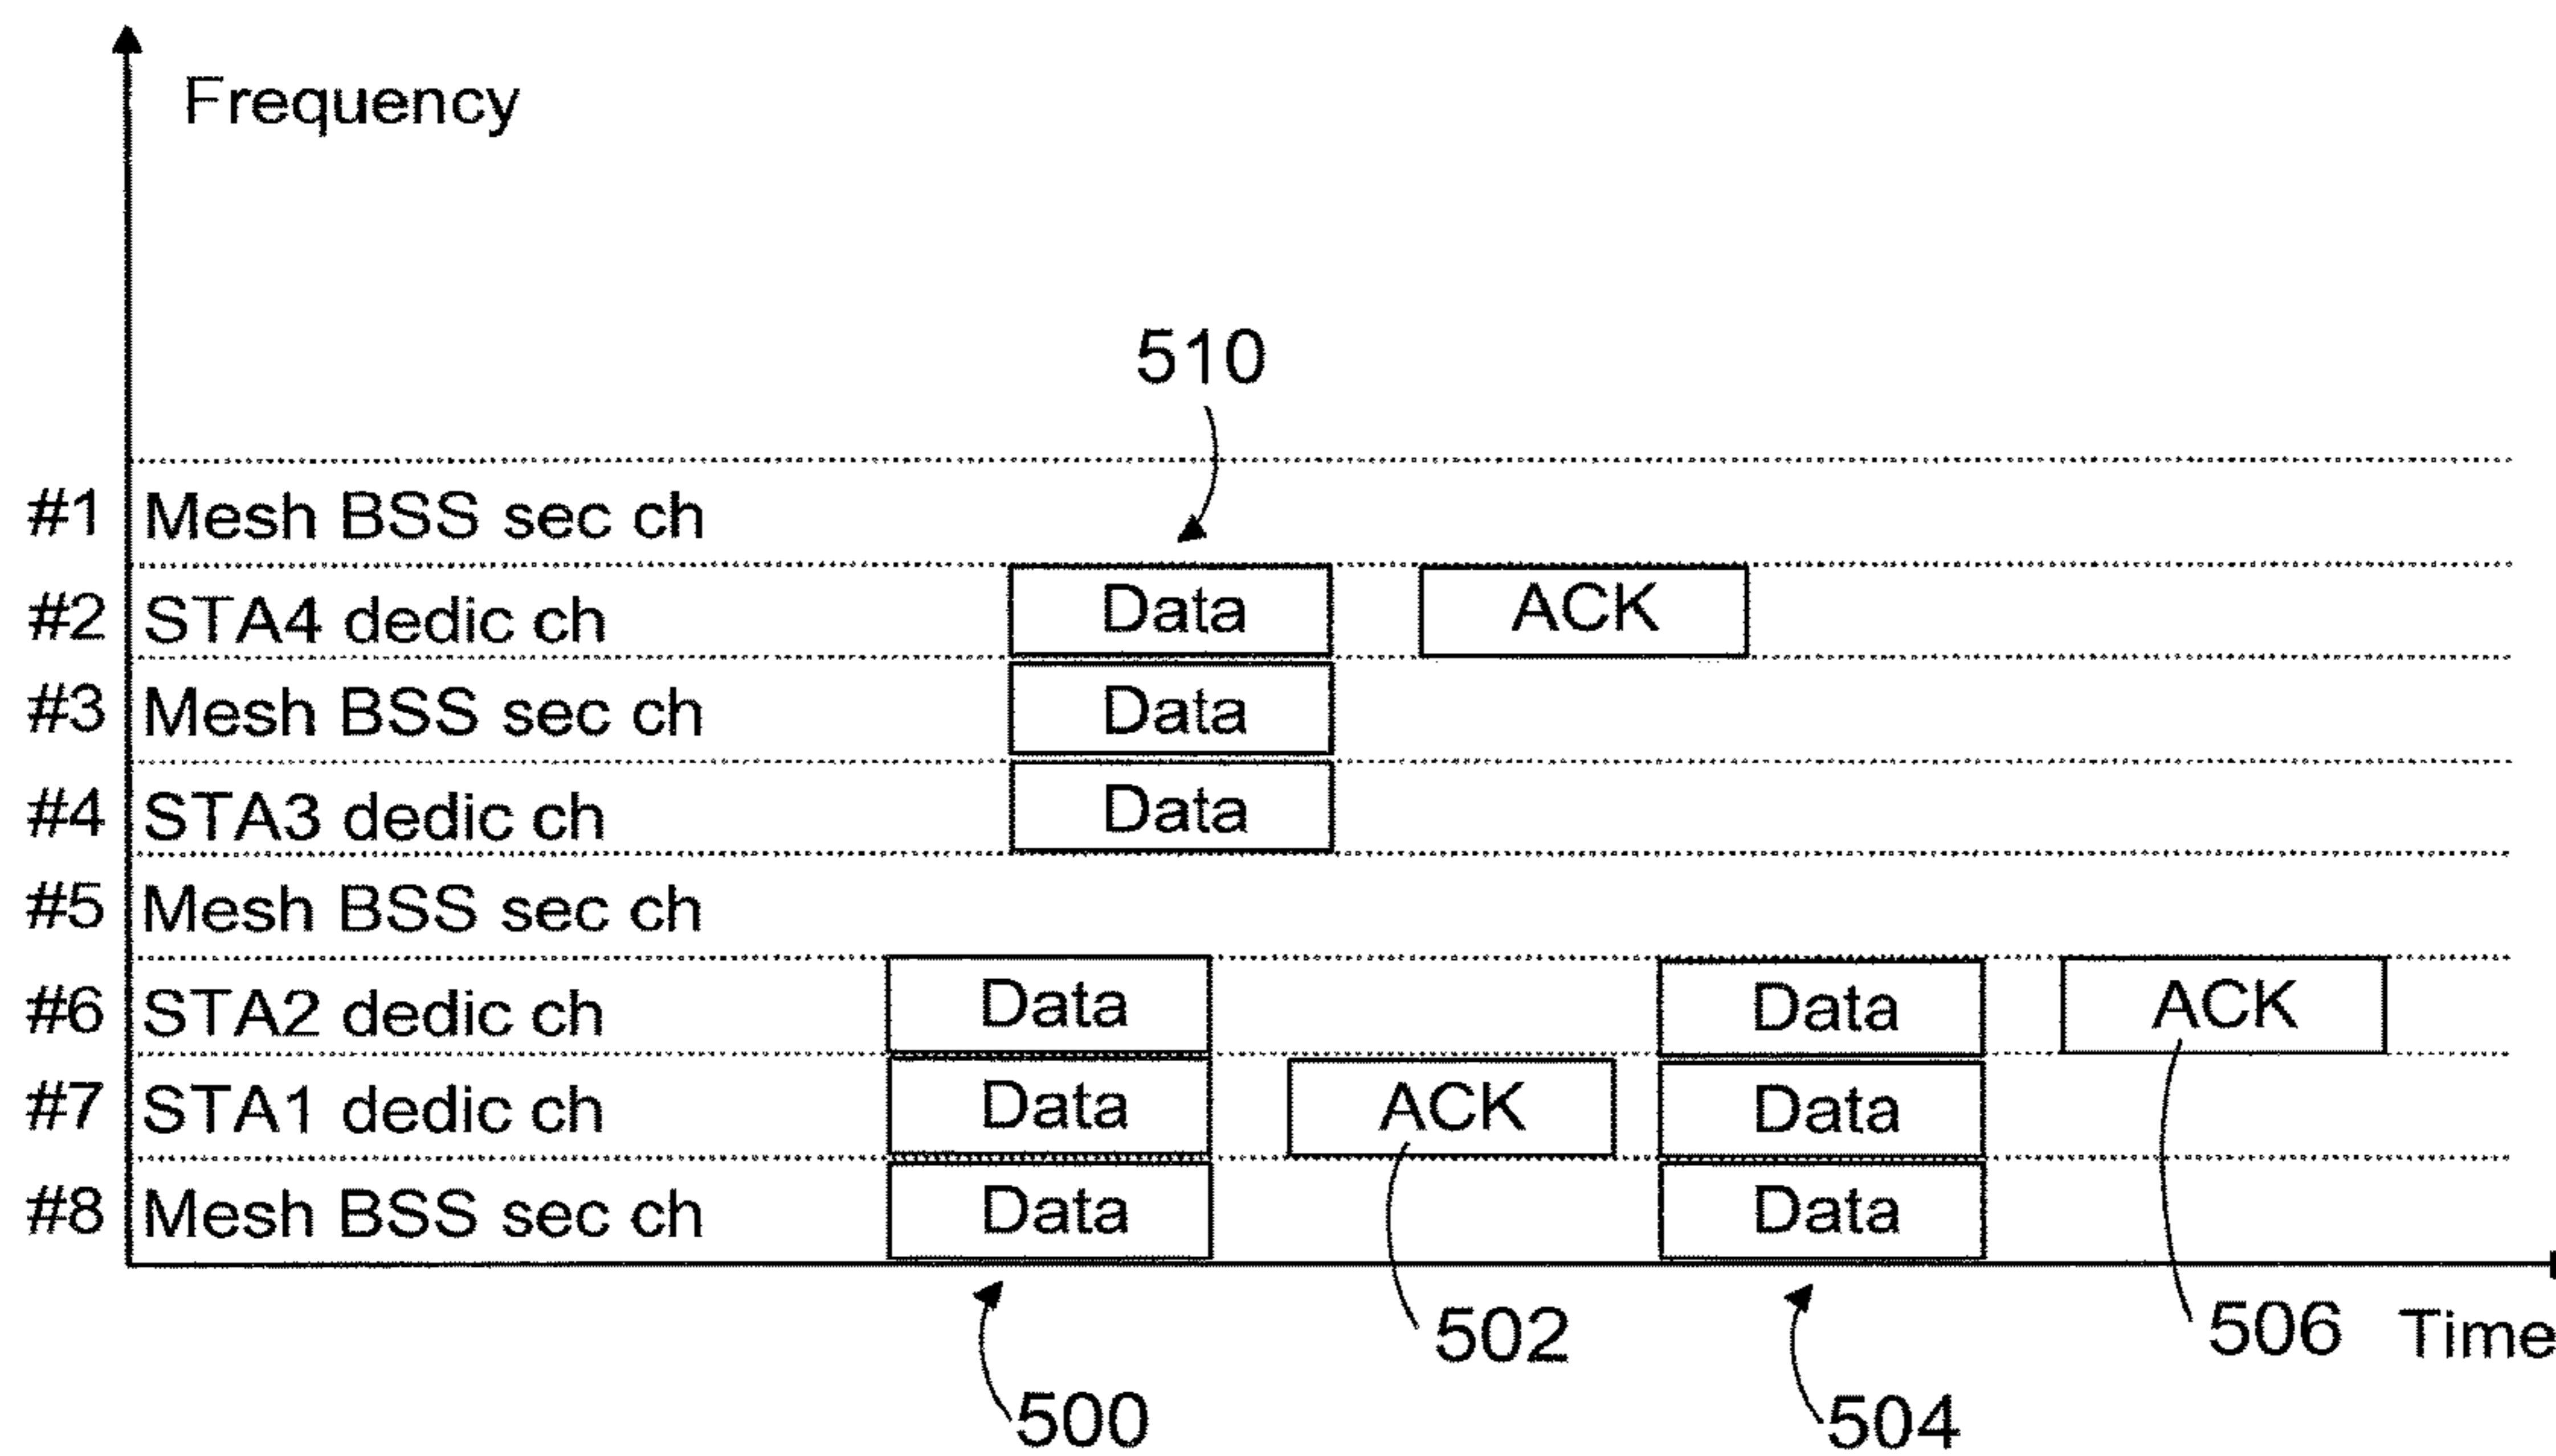 Frequency
510
#1 Mesh BSS sec ch
#2 STA4 dedic ch Data ACK
#3 Mesh BSS sec ch Data
#4 STA3 dedic ch Data
#5 Mesh BSS sec ch
#6 STA2 dedic ch Data Data ACK
#7 STA1 dedic ch Data ACK Data
#8 Mesh BSS sec ch Data Data
502 506 Time
500 504